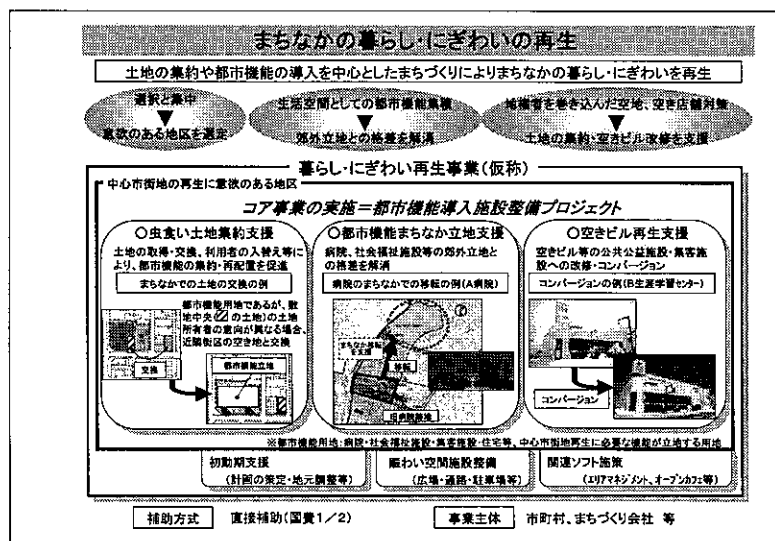 まちなかの暮らし･にぎわいの再生
土地の集約や都市機能の導入を中心としたまちづくりによりまちなかの暮らし･にぎわいを再生
選択と集中
意欲のある地区を選定
生活空間としての都市機能集積
郊外立地との格差を解消
地権者を巻き込んだ空地、空き店舗対策
土地の集約･空きビル改修を支援
暮らし･にぎわい再生事業(仮称)
中心市街地の再生に意欲のある地区
コア事業の実施＝都市機能導入施設整備プロジェクト
○虫食い土地集約支援
土地の取得･交換、利用者の入替え等に
より、都市機能の集約･再配置を促進
まちなかでの土地の交換の例
都市機能用地であるが、敷
地中央(の土地)の土地
所有者の意向が異なる場合、
近隣街区の空き地と交換
交換
都市機能立地
○都市機能まちなか立地支援
病院、社会福祉施設等の郊外立地と
の格差を解消
病院のまちなかでの移転の例(A病院)
まちなか移転
を支援
移転
旧病院跡地
○空きビル再生支援
空きビル等の公共公益施設･集客施
設への改修･コンバージョン
コンバージョンの例(B生涯学習センター)
コンバージョン
※都市機能用地:病院･社会福祉施設･集客施設･住宅等、中心市街地再生に必要な機能が立地する用地
初動期支援
(計画の策定･地元調整等)
賑わい空間施設整備
(広場･通路･駐車場等)
関連ソフト施策
(エリアマネジメント、オープンカフェ等)
補助方式 直接補助(国費1／2)
事業主体 市町村、まちづくり会社 等